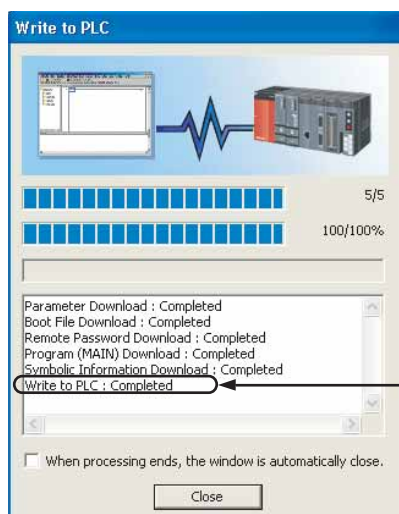 Write to PLC
5/5
100/100%
Parameter Download : Completed
Boot File Download : Completed
Remote Password Download : Completed
Program (MAIN) Download : Completed
Symbolic Information Download : Completed
Write to PLC : Completed
When processing ends, the window is automatically close.
Close